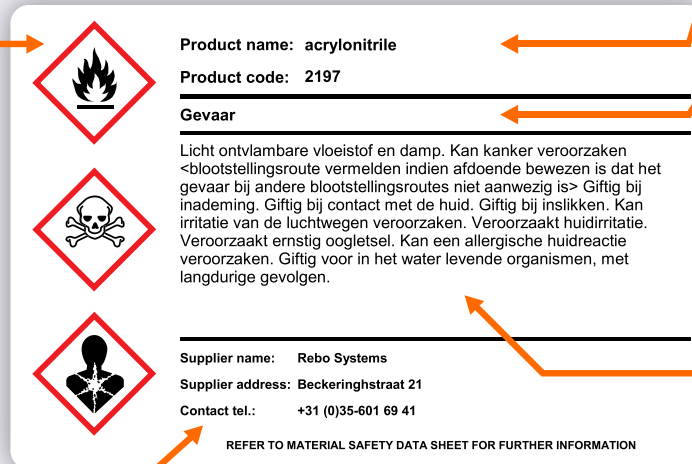 Product name: acrylonitrile
Product code: 2197
Gevaar
Licht ontvlambare vloeistof en damp. Kan kanker veroorzaken
<blootstellingsroute vermelden indien afdoende bewezen is dat het
gevaar bij andere blootstellingsroutes niet aanwezig is> Giftig bij
inademing. Giftig bij contact met de huid. Giftig bij inslikken. Kan
irritatie van de luchtwegen veroorzaken. Veroorzaakt huidirritatie.
Veroorzaakt ernstig oogletsel. Kan een allergische huidreactie
veroorzaken. Giftig voor in het water levende organismen, met
langdurige gevolgen.
Supplier name: Rebo Systems
Supplier address: Beckeringhstraat 21
Contact tel.: +31 (0)35-601 69 41
REFER TO MATERIAL SAFETY DATA SHEET FOR FURTHER INFORMATION